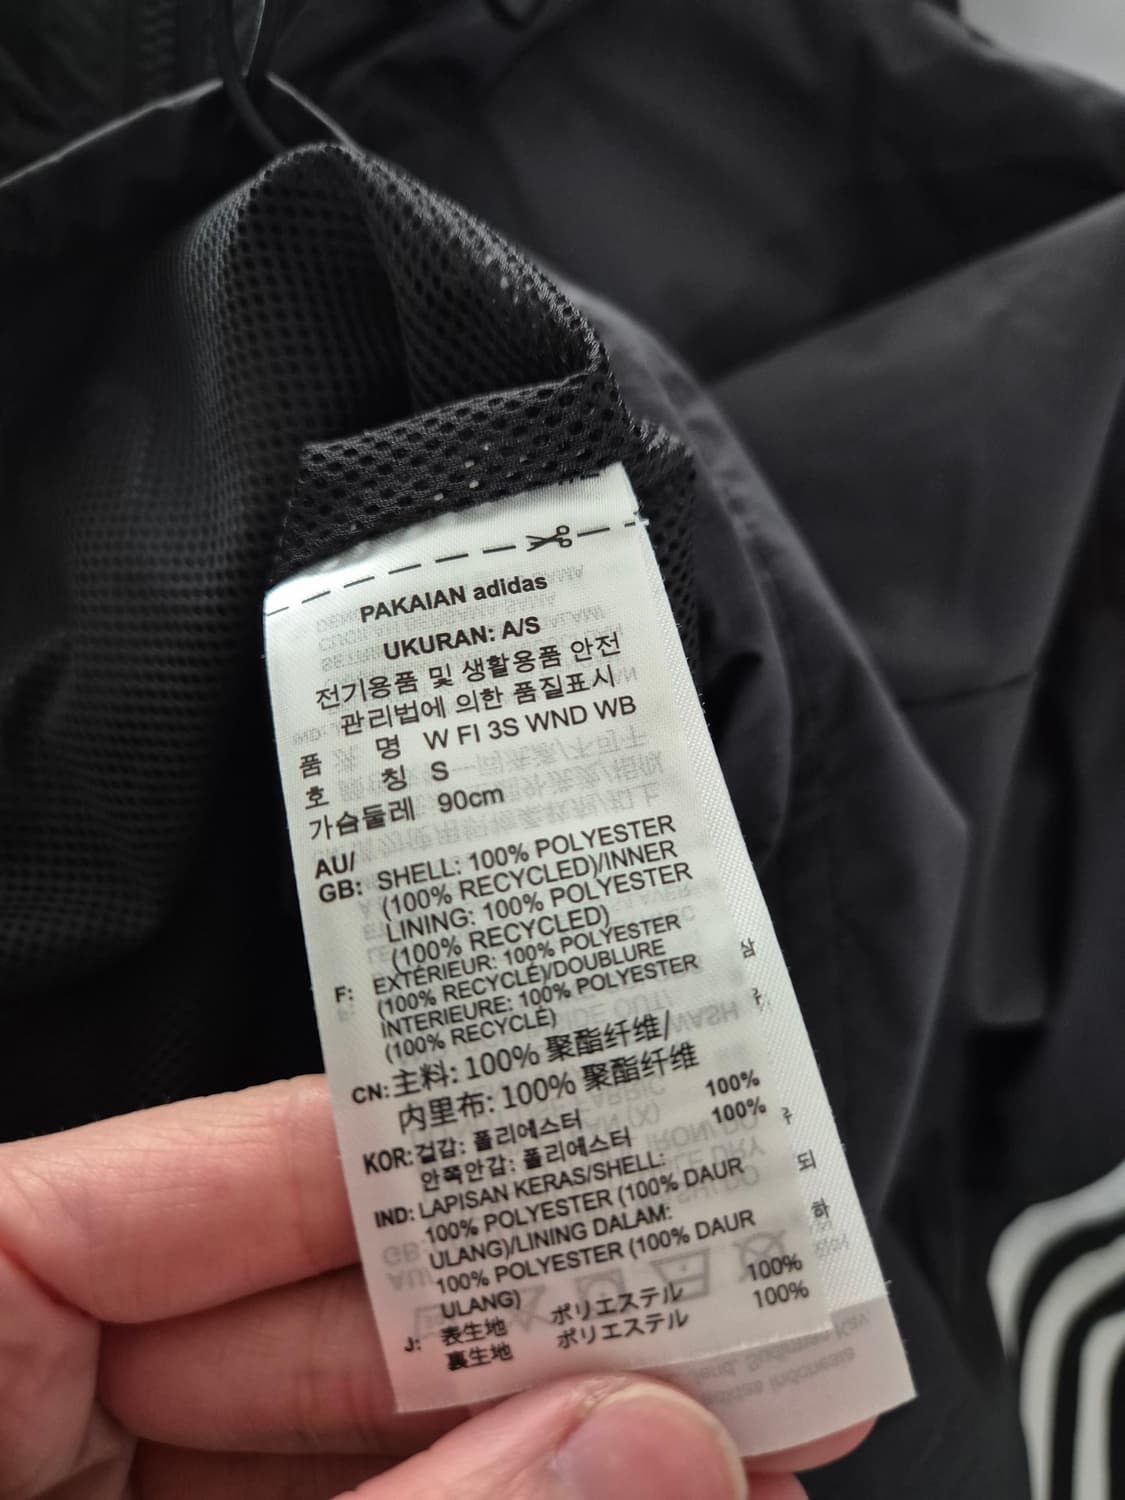 PAKAIAN adidas
UKURAN: A/S
전기용품 및 생활용품 안전
관리법에 의한 품질표시
품 명 W FI 3S WND WB
호 칭 S
가슴둘레 90cm
AU/
GB: SHELL: 100% POLYESTER
(100% RECYCLED)/INNER
LINING: 100% POLYESTER
(100% RECYCLED)
F: EXTÉRIEUR: 100% POLYESTER
(100% RECYCLÉ)/DOUBLURE
INTERIEURE: 100% POLYESTER
(100% RECYCLÉ)
CN: 主料: 100% 聚酯纤维/
内里布: 100% 聚酯纤维
KOR: 겉감: 폴리에스터 100%
안쪽안감: 폴리에스터 100%
IND: LAPISAN KERAS/SHELL:
100% POLYESTER (100% DAUR
ULANG)/LINING DALAM:
100% POLYESTER (100% DAUR
ULANG)
J: 表生地 ポリエステル 100%
裏生地 ポリエステル 100%